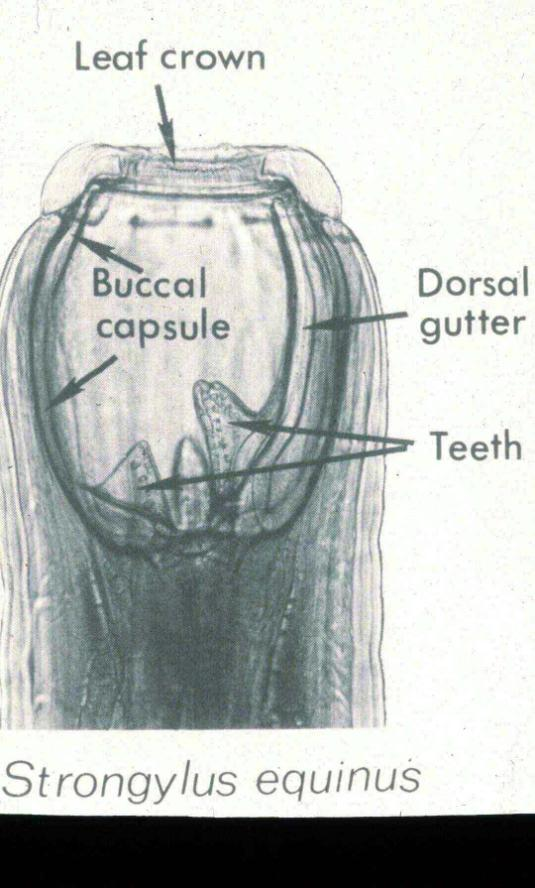 Leaf crown
Buccal
capsule
Dorsal
gutter
Teeth
Strongylus equinus